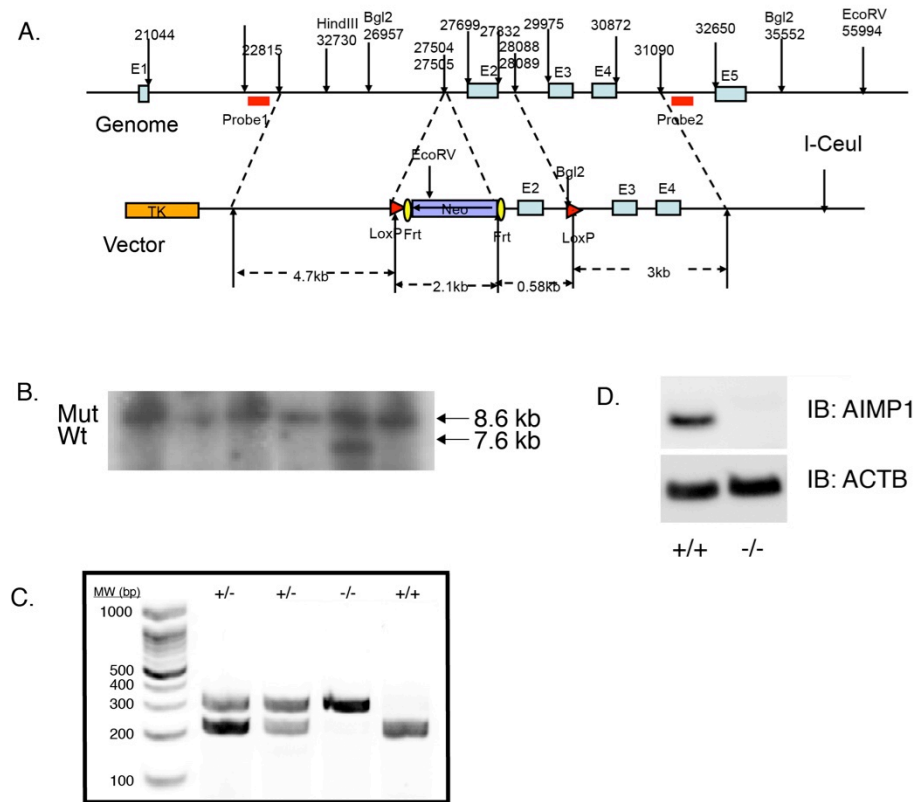 A.
21044
22815
HindIII
32730
Bgl2
26957
27504
27505
27699
27832
28088
28089
29975
30872
31090
32650
Bgl2
35552
EcoRV
55994
E1
E2
E3
E4
E5
Probe1
Probe2
Genome
I-CeuI
EcoRV
Bgl2
TK
Neo
E2
E3
E4
LoxP
Frt
Frt
LoxP
Vector
4.7kb
2.1kb
0.58kb
3kb
B.
Mut
Wt
8.6 kb
7.6 kb
D.
IB: AIMP1
IB: ACTB
+/+ -/-
C.
MW (bp)
+/- +/- -/- +/+
1000
500
400
300
200
100